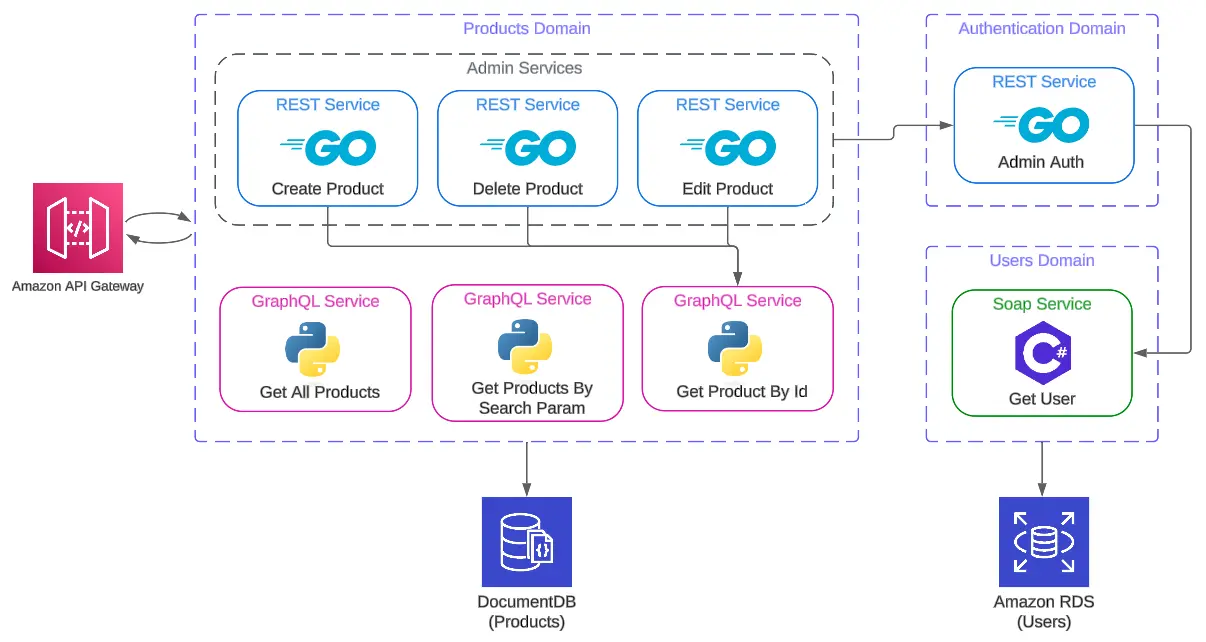 Products Domain
Authentication Domain
Admin Services
REST Service
GO
Create Product
REST Service
GO
Delete Product
REST Service
GO
Edit Product
REST Service
GO
Admin Auth
</>
Amazon API Gateway
Users Domain
GraphQL Service
Get All Products
GraphQL Service
Get Products By
Search Param
GraphQL Service
Get Product By Id
Soap Service
C#
Get User
{}
DocumentDB
(Products)
Amazon RDS
(Users)